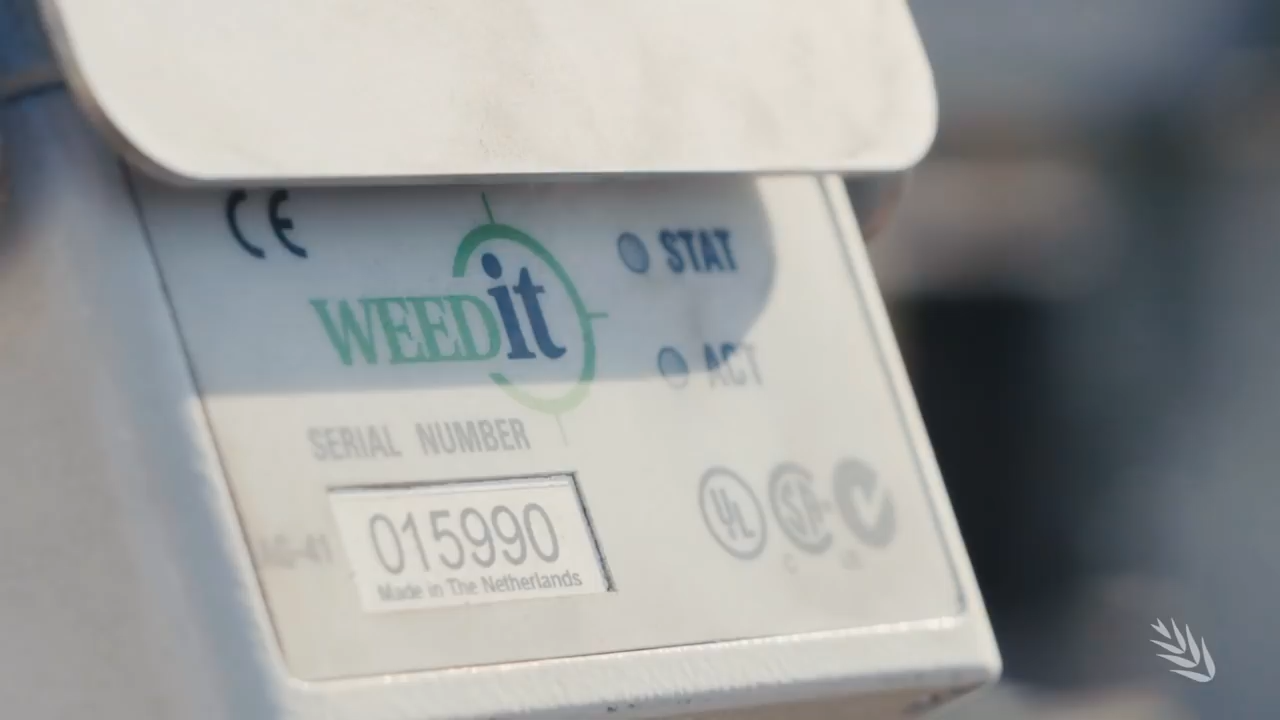 CE
WEEDit
STAT
ACT
SERIAL NUMBER
015990
Made in The Netherlands
UL